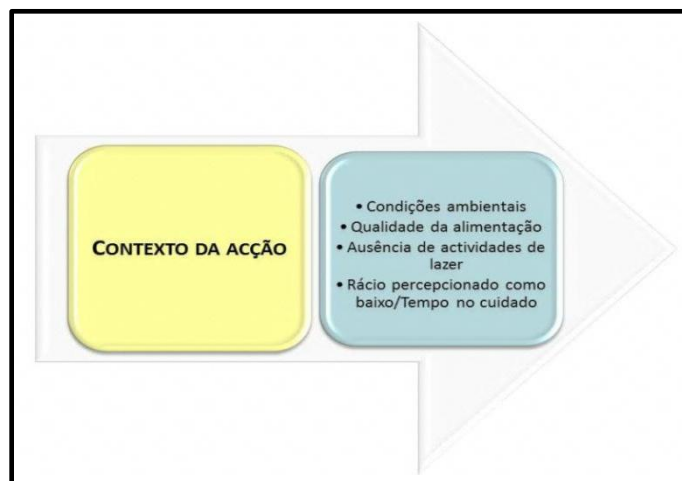 CONTEXTO DA ACÇÃO
• Condições ambientais
• Qualidade da alimentação
• Ausência de actividades de
lazer
• Rácio percepcionado como
baixo/Tempo no cuidado